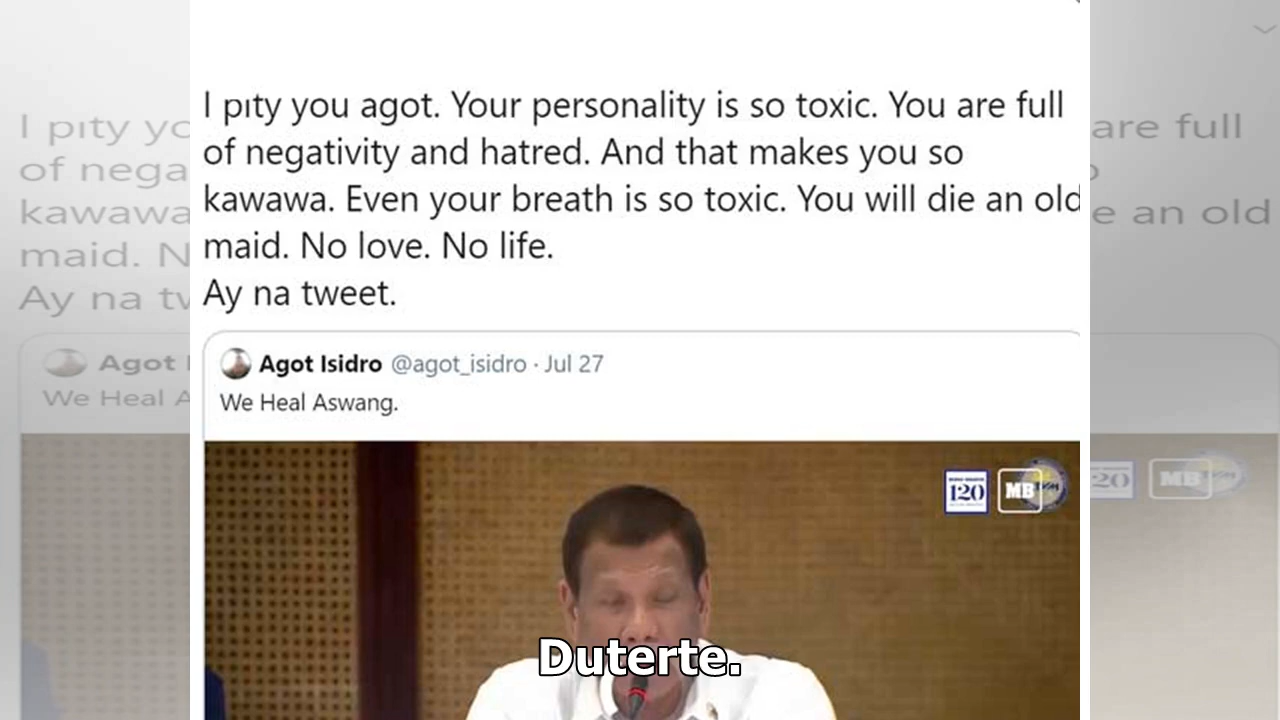 I pity you agot. Your personality is so toxic. You are full
of negativity and hatred. And that makes you so
kawawa. Even your breath is so toxic. You will die an old
maid. No love. No life.
Ay na tweet.
Agot Isidro @agot_isidro · Jul 27
We Heal Aswang.
120
MB
Duterte.